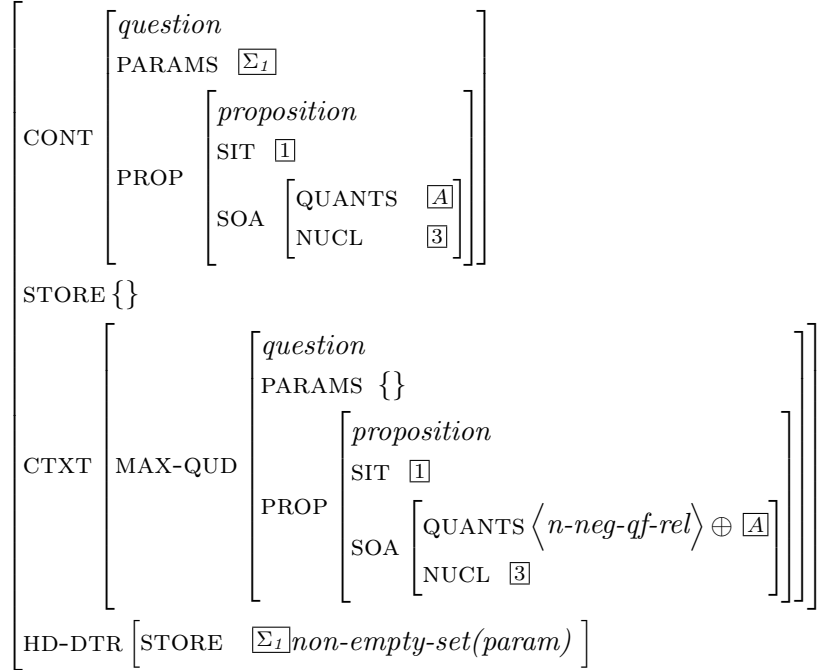 question
PARAMS Σ1
CONT
proposition
SIT 1
PROP
QUANTS A
SOA
NUCL 3
STORE {}
question
PARAMS {}
proposition
CTXT MAX-QUD
SIT 1
PROP
QUANTS ⟨n-neg-qf-rel⟩ ⊕ A
SOA
NUCL 3
HD-DTR [STORE Σ1 non-empty-set(param) ]